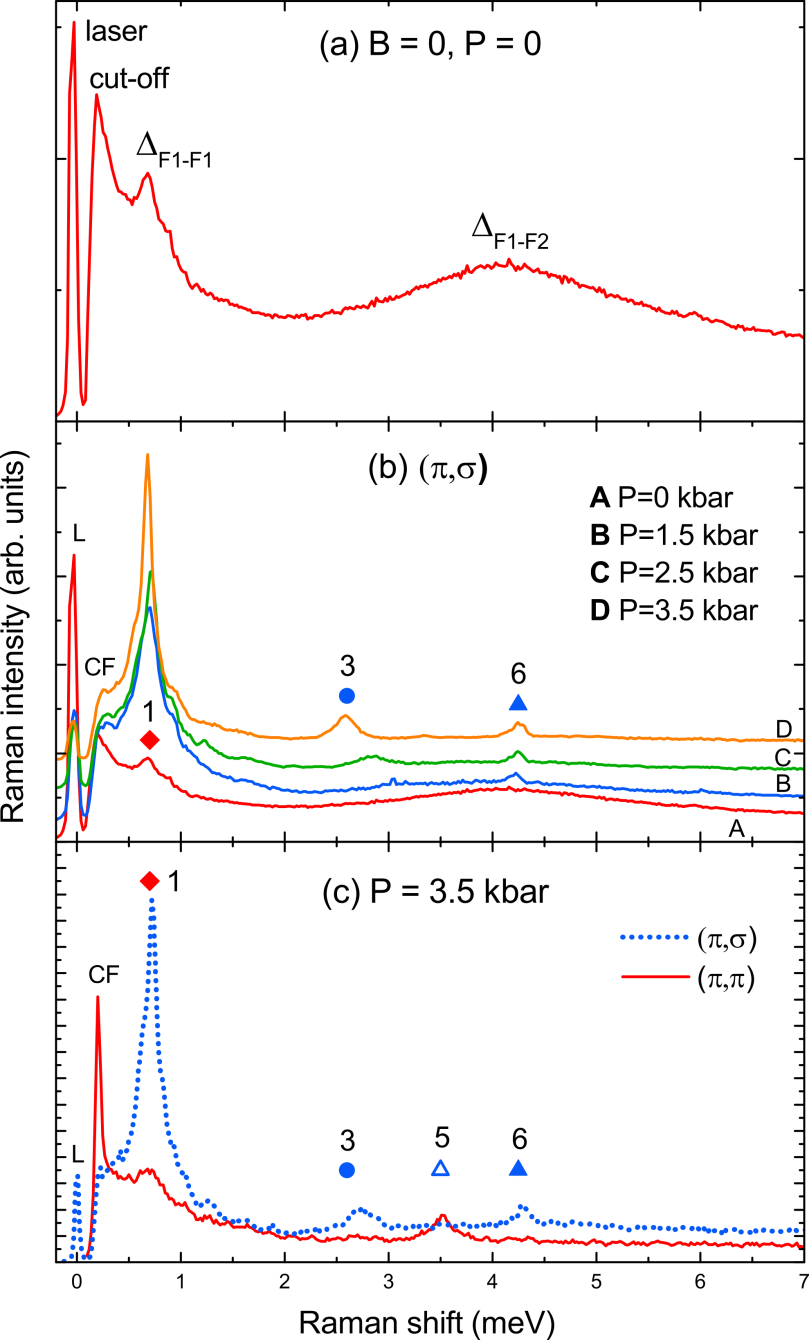 (a) B = 0, P = 0
laser
cut-off
ΔF1-F1
ΔF1-F2
(b) (π,σ)
A P=0 kbar
B P=1.5 kbar
C P=2.5 kbar
D P=3.5 kbar
L
CF
1
3
6
D
C
B
A
(c) P = 3.5 kbar
1
(π,σ)
(π,π)
CF
L
3
5
6
0 1 2 3 4 5 6 7
Raman shift (meV)
Raman intensity (arb. units)